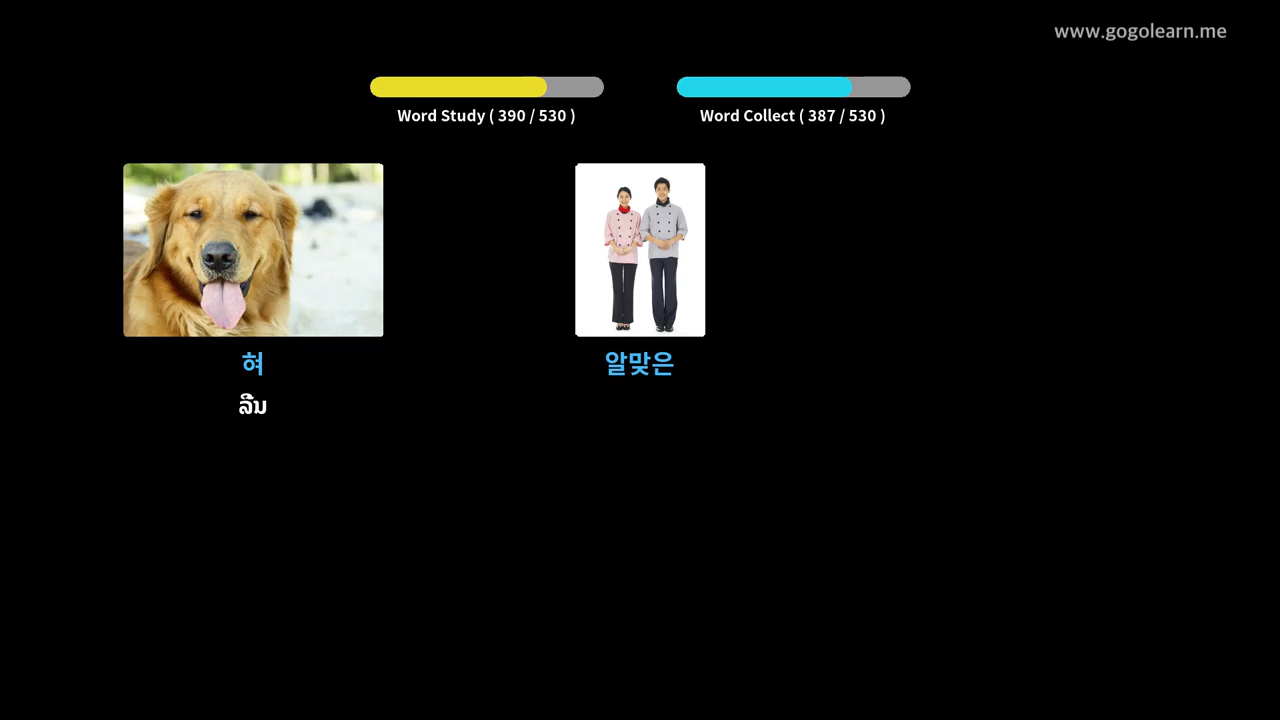 www.gogolearn.me
Word Study ( 390 / 530 )
Word Collect ( 387 / 530 )
혀
알맞은
ລີ້ນ